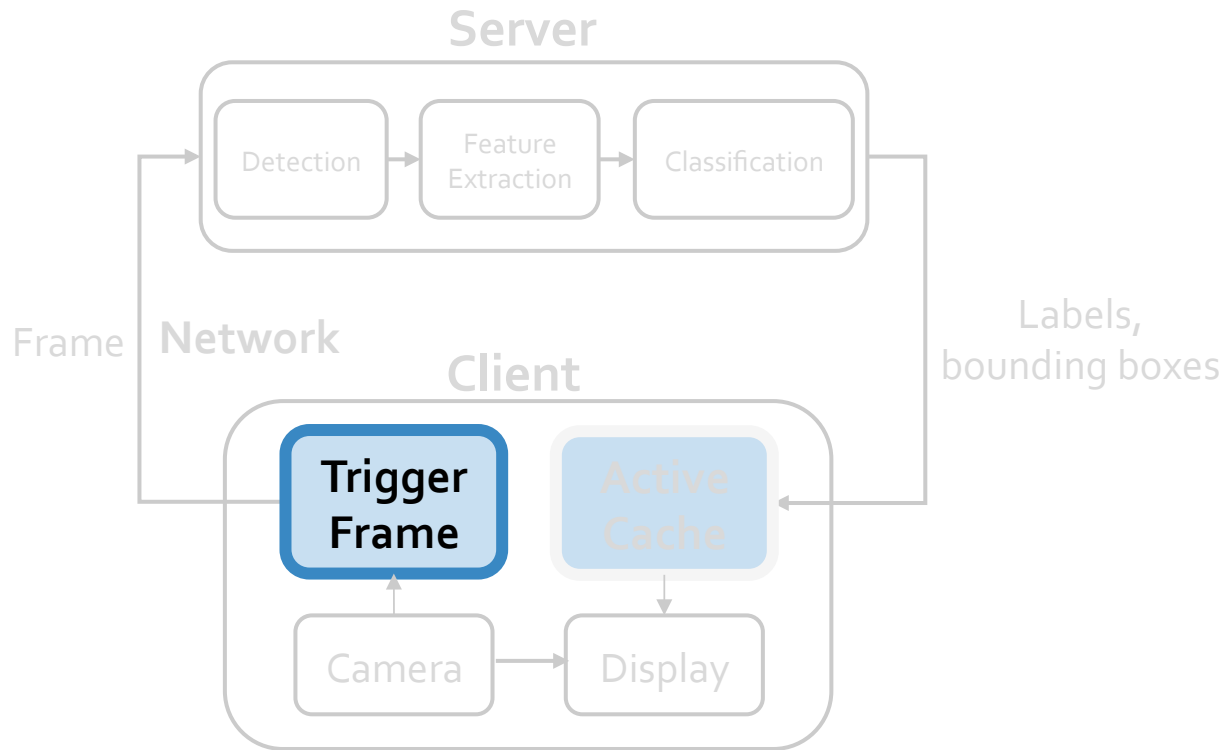 Server
Detection
Feature
Extraction
Classification
Frame
Network
Labels,
bounding boxes
Client
Trigger
Frame
Active
Cache
Camera
Display